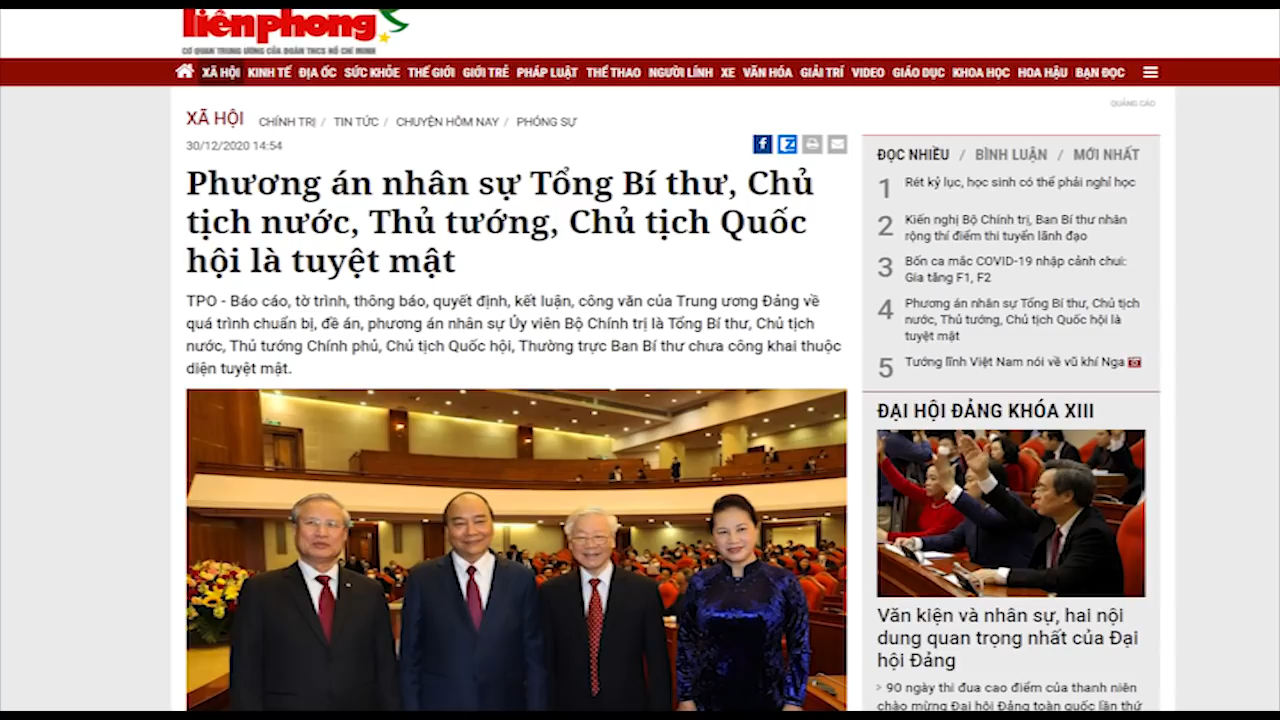 tiền phong
CƠ QUAN TRUNG ƯƠNG CỦA ĐOÀN TNCS HỒ CHÍ MINH
XÃ HỘI KINH TẾ ĐỊA ỐC SỨC KHỎE THẾ GIỚI GIỚI TRẺ PHÁP LUẬT THỂ THAO NGƯỜI LÍNH XE VĂN HÓA GIẢI TRÍ VIDEO GIÁO DỤC KHOA HỌC HOA HẬU BẠN ĐỌC
QUẢNG CÁO
XÃ HỘI CHÍNH TRỊ / TIN TỨC / CHUYỆN HÔM NAY / PHÓNG SỰ
30/12/2020 14:54
f Z
Phương án nhân sự Tổng Bí thư, Chủ
tịch nước, Thủ tướng, Chủ tịch Quốc
hội là tuyệt mật
TPO - Báo cáo, tờ trình, thông báo, quyết định, kết luận, công văn của Trung ương Đảng về
quá trình chuẩn bị, đề án, phương án nhân sự Ủy viên Bộ Chính trị là Tổng Bí thư, Chủ tịch
nước, Thủ tướng Chính phủ, Chủ tịch Quốc hội, Thường trực Ban Bí thư chưa công khai thuộc
diện tuyệt mật.
ĐỌC NHIỀU / BÌNH LUẬN / MỚI NHẤT
1 Rét kỷ lục, học sinh có thể phải nghỉ học
2 Kiến nghị Bộ Chính trị, Ban Bí thư nhân
rộng thí điểm thi tuyển lãnh đạo
3 Bốn ca mắc COVID-19 nhập cảnh chui:
Gia tăng F1, F2
4 Phương án nhân sự Tổng Bí thư, Chủ tịch
nước, Thủ tướng, Chủ tịch Quốc hội là
tuyệt mật
5 Tướng lĩnh Việt Nam nói về vũ khí Nga
ĐẠI HỘI ĐẢNG KHÓA XIII
Văn kiện và nhân sự, hai nội
dung quan trọng nhất của Đại
hội Đảng
> 90 ngày thi đua cao điểm của thanh niên
chào mừng Đại hội Đảng toàn quốc lần thứ